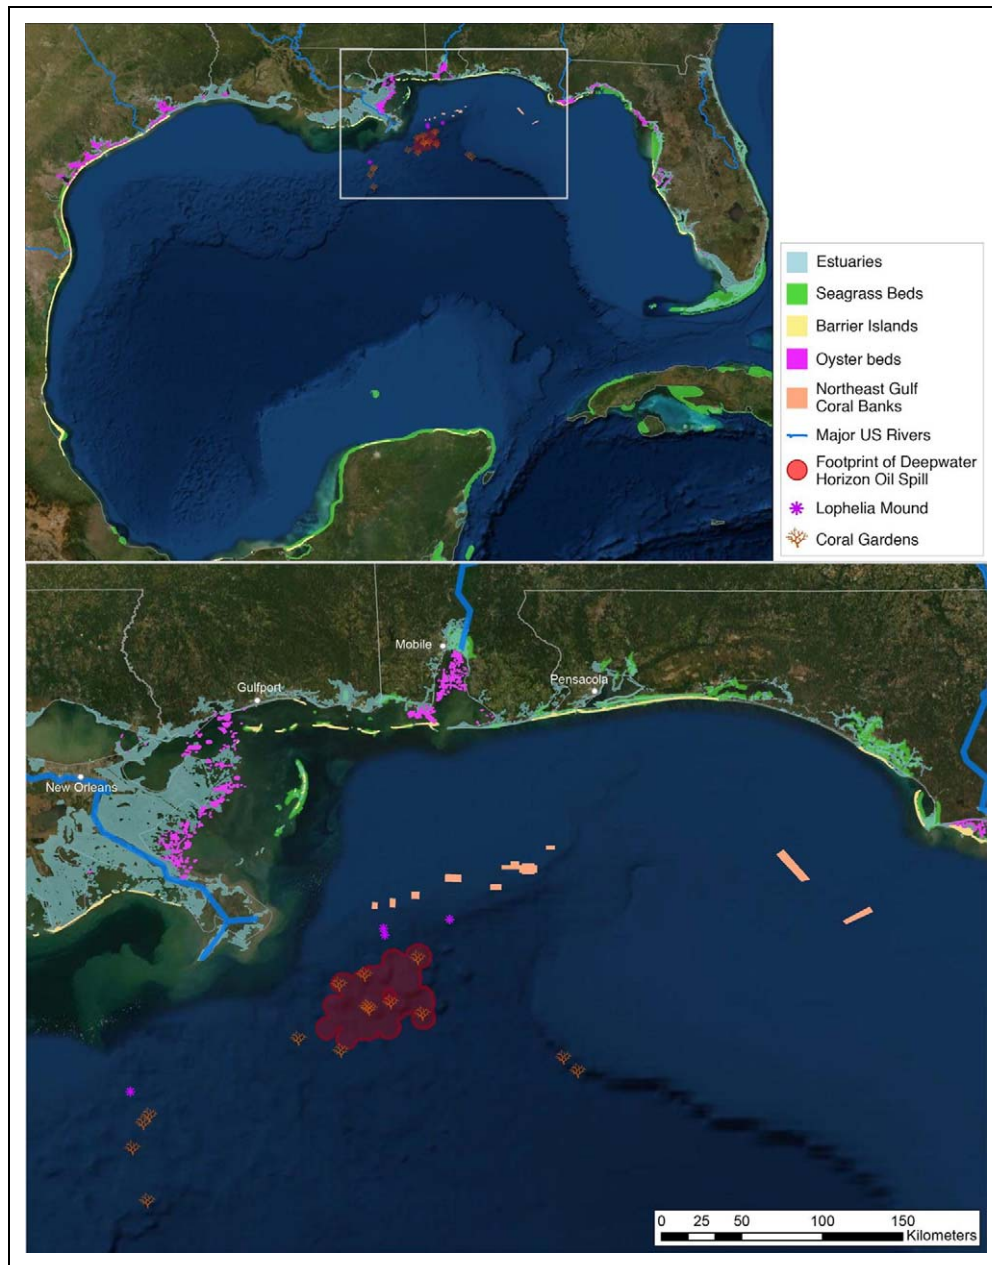 Estuaries
Seagrass Beds
Barrier Islands
Oyster beds
Northeast Gulf
Coral Banks
Major US Rivers
Footprint of Deepwater
Horizon Oil Spill
Lophelia Mound
Coral Gardens
Mobile
Pensacola
Gulfport
New Orleans
0 25 50 100 150
Kilometers